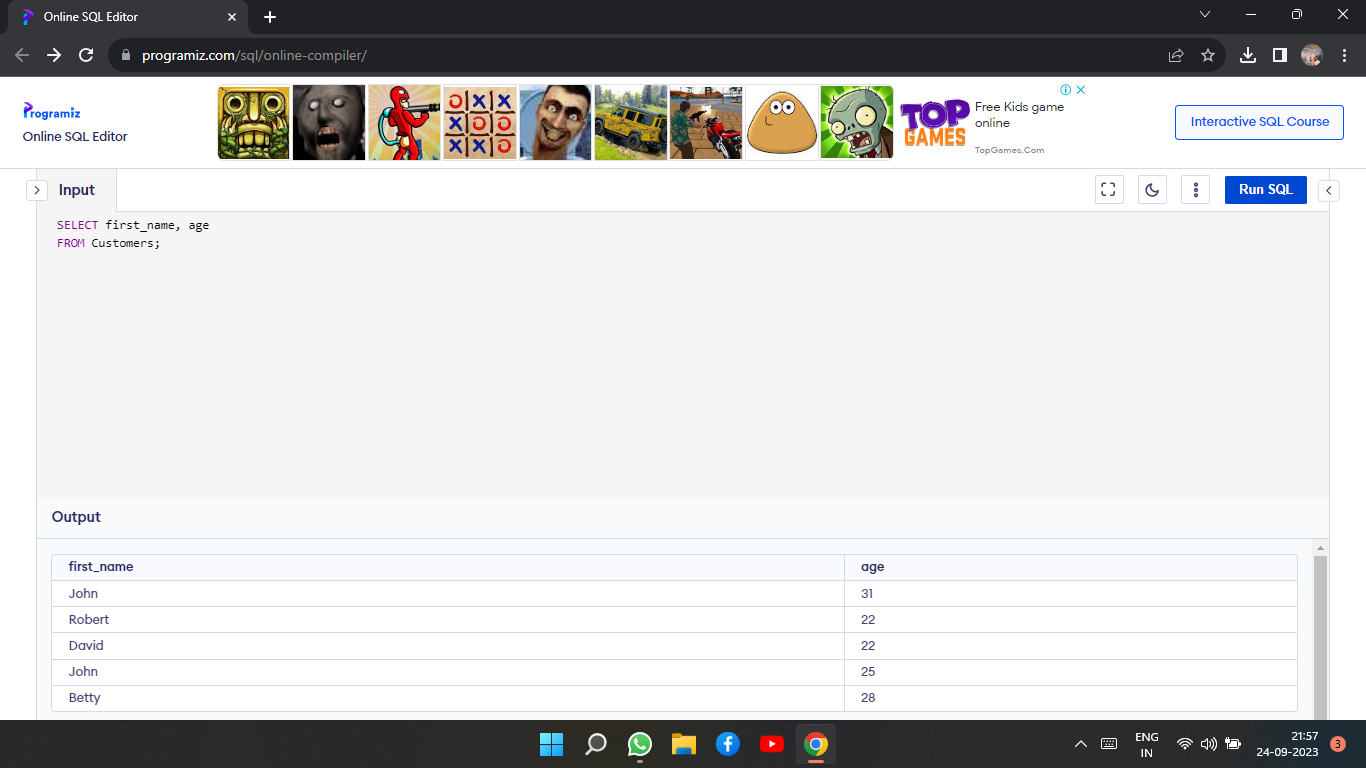 Online SQL Editor
programiz.com/sql/online-compiler/
Programiz
Online SQL Editor
TOP
GAMES
Free Kids game
online
TopGames.Com
Interactive SQL Course
Input
Run SQL
SELECT first_name, age
FROM Customers;
Output
first_name age
John 31
Robert 22
David 22
John 25
Betty 28
ENG
IN
21:57
24-09-2023
3